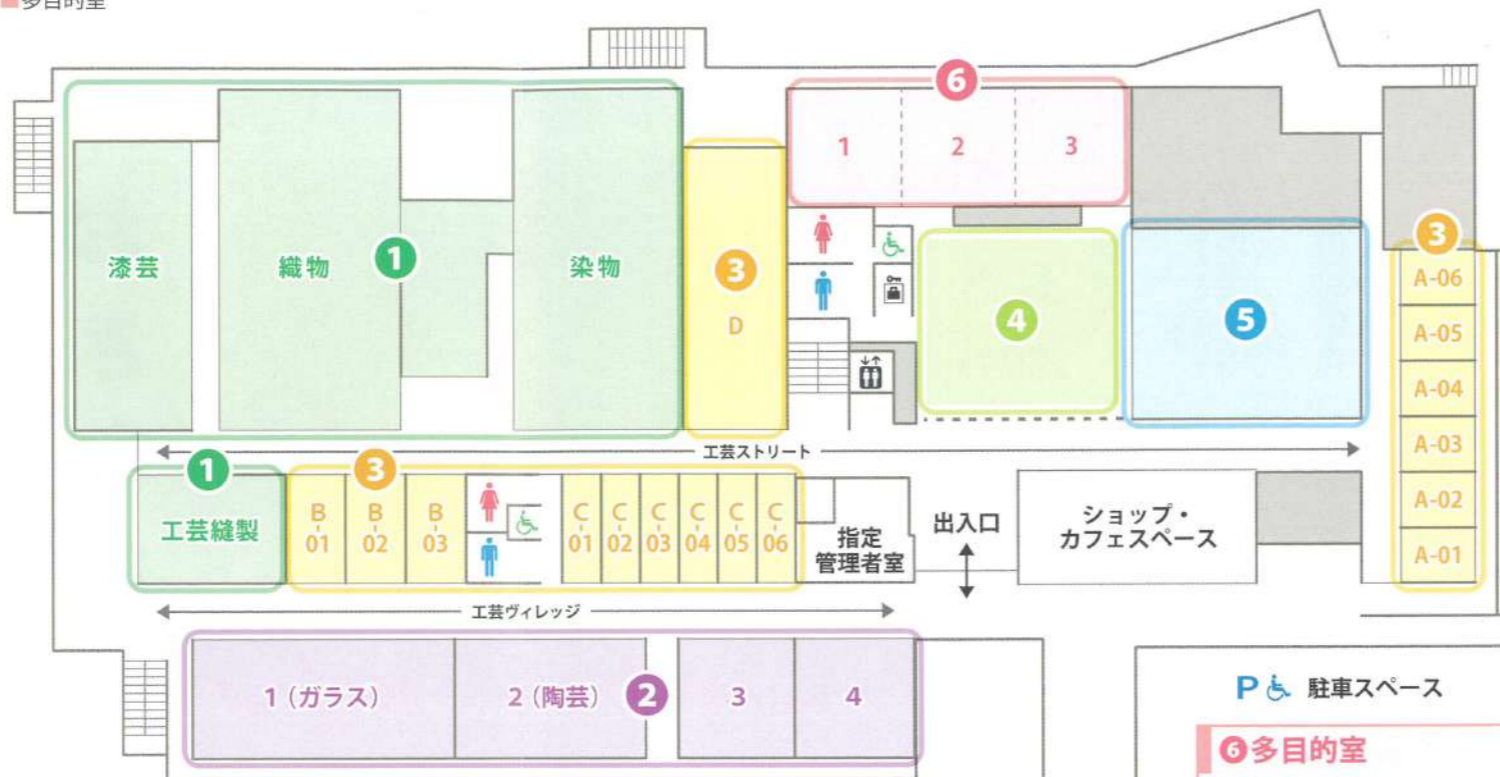 多目的室
6
1
2
3
漆芸
織物
1
染物
3
D
4
5
3
A-06
A-05
A-04
A-03
A-02
A-01
工芸ストリート
1
工芸縫製
3
B-01
B-02
B-03
C-01
C-02
C-03
C-04
C-05
C-06
指定
管理者室
出入口
ショップ・
カフェスペース
工芸ヴィレッジ
1（ガラス）
2（陶芸）
2
3
4
P 駐車スペース
6多目的室